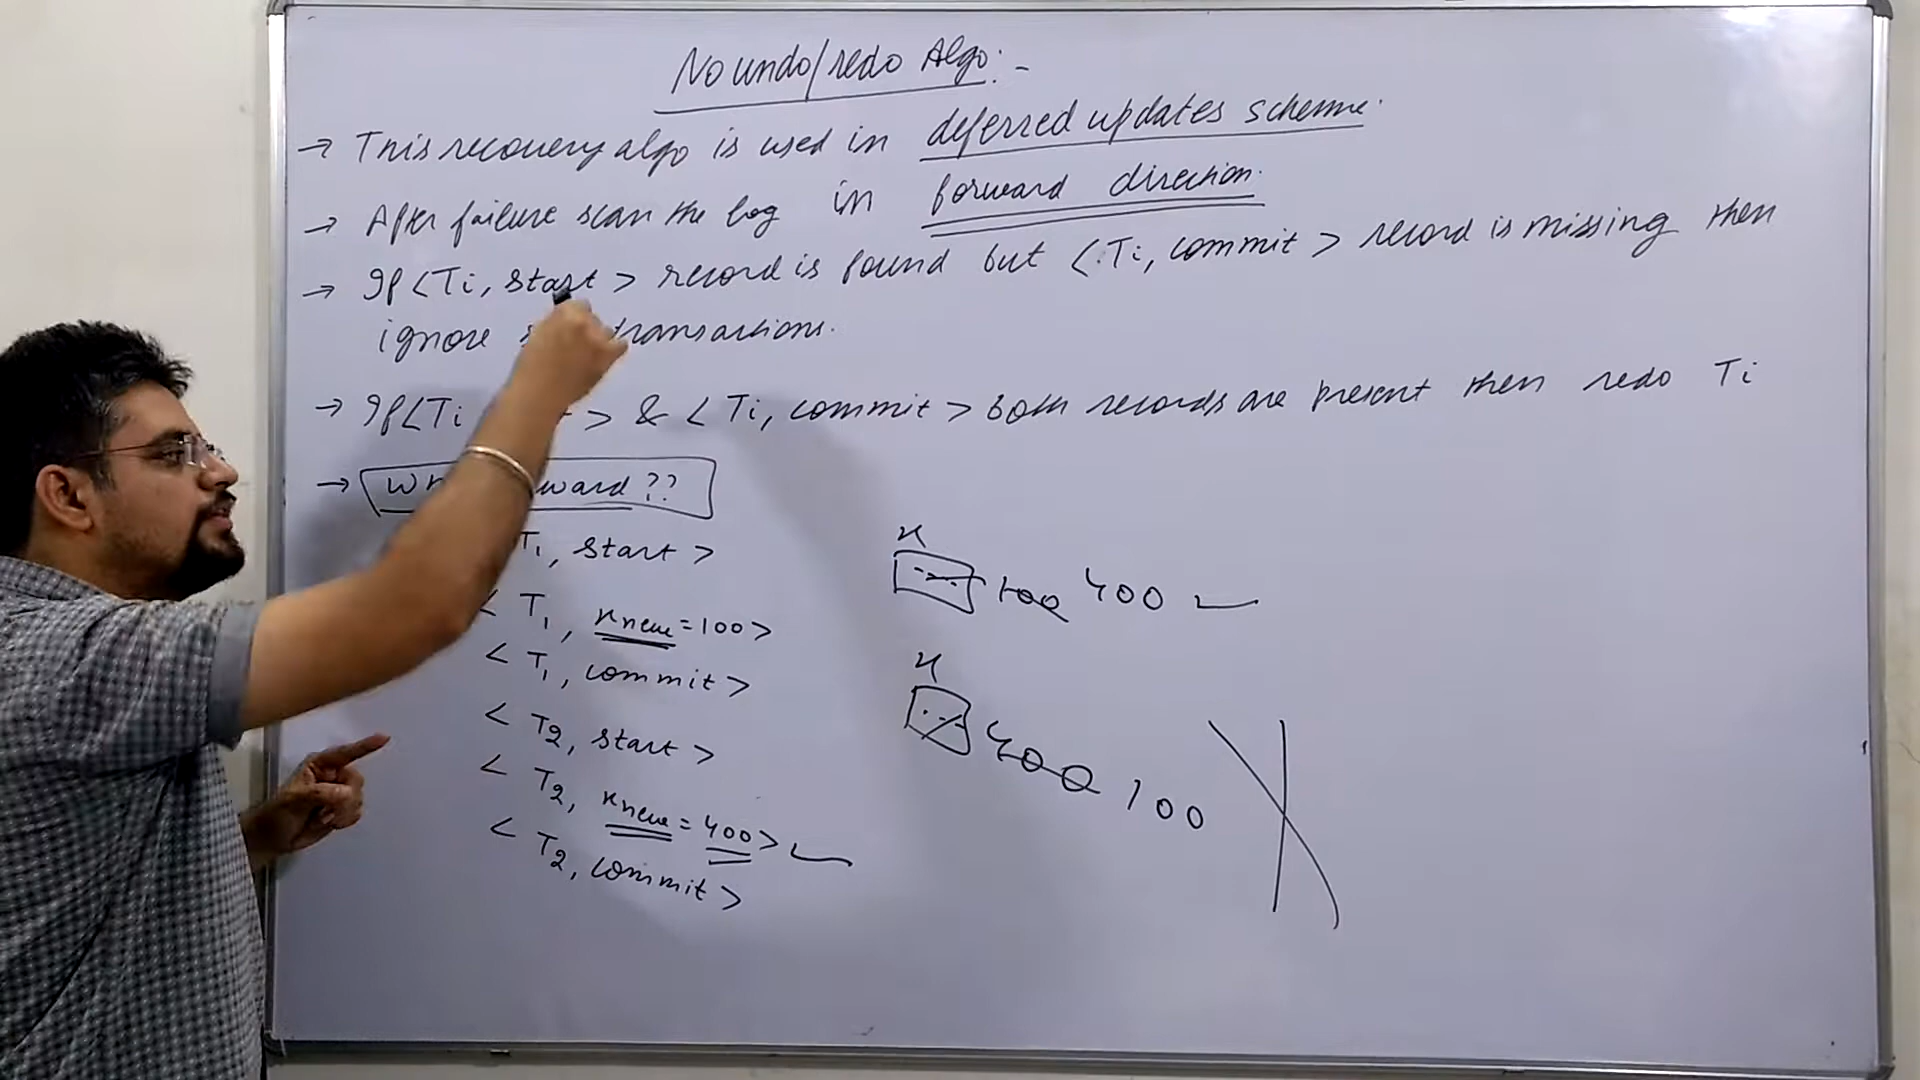 No undo/redo Algo:-
→ This recovery algo is used in deferred updates scheme.
→ After failure scan the log in forward direction.
→ If <Ti, start> record is found but <Ti, commit> record is missing then
ignore transactions.
→ If <Ti > & <Ti, commit> both records are present then redo Ti
→ ward??
T1, start>
< T1, xnew = 100>
< T1, commit>
< T2, start>
< T2, xnew = 400>
< T2, commit>
x
100 400
x
400 100